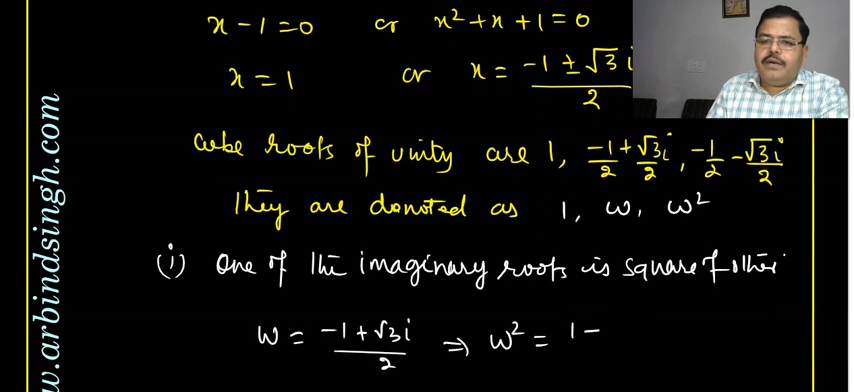 x - 1 = 0 or x² + x + 1 = 0
x = 1 or x = (-1 ± √3 i)/2
cube roots of unity are 1, -1/2 + √3i/2, -1/2 - √3i/2
They are denoted as 1, ω, ω²
(i) One of the imaginary roots is square of other
ω = (-1 + √3i)/2 ⇒ ω² = 1 -
www.arbindsingh.com